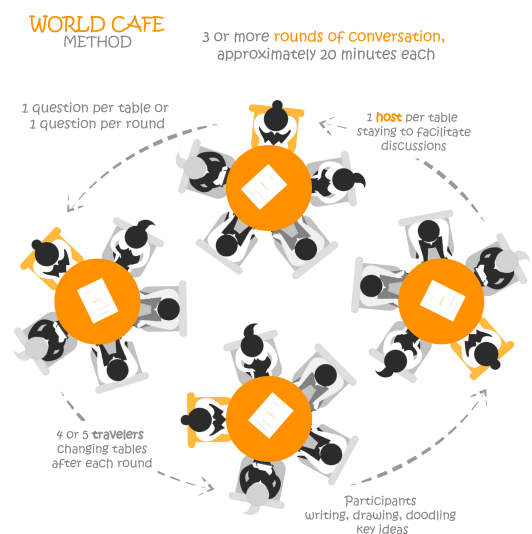 WORLD CAFE
METHOD
3 or more rounds of conversation,
approximately 20 minutes each
1 question per table or
1 question per round
1 host per table
staying to facilitate
discussions
4 or 5 travelers
changing tables
after each round
Participants
writing, drawing, doodling
key ideas